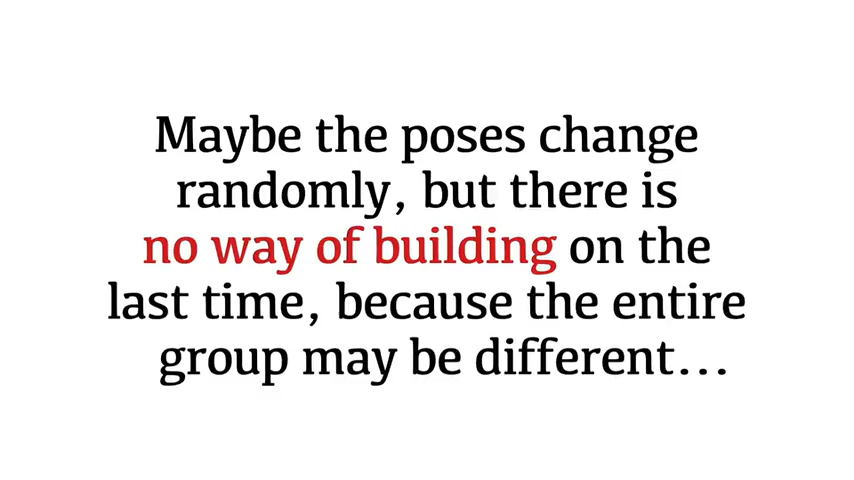 Maybe the poses change
randomly, but there is
no way of building on the
last time, because the entire
group may be different...